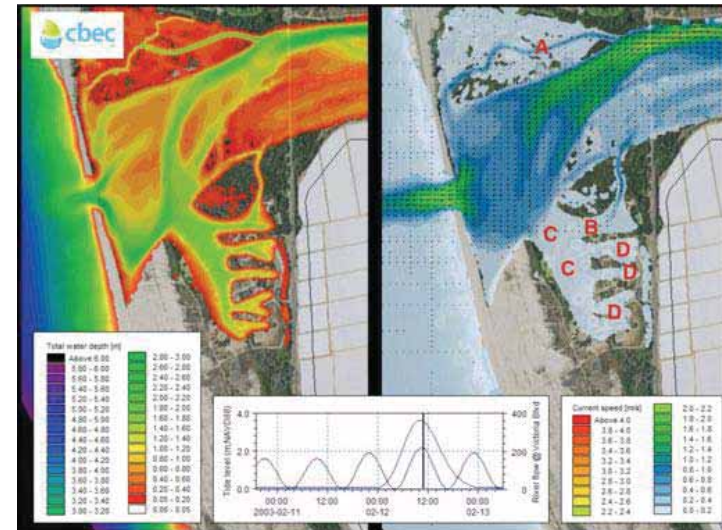 cbec
A
B
C
D
C
D
D
Total water depth [m]
Above 6.00
5.80 - 6.00
5.60 - 5.80
5.40 - 5.60
5.20 - 5.40
5.00 - 5.20
4.80 - 5.00
4.60 - 4.80
4.40 - 4.60
4.20 - 4.40
4.00 - 4.20
3.80 - 4.00
3.60 - 3.80
3.40 - 3.60
3.20 - 3.40
3.00 - 3.20
2.80 - 3.00
2.60 - 2.80
2.40 - 2.60
2.20 - 2.40
2.00 - 2.20
1.80 - 2.00
1.60 - 1.80
1.40 - 1.60
1.20 - 1.40
1.00 - 1.20
0.80 - 1.00
0.60 - 0.80
0.40 - 0.60
0.20 - 0.40
0.05 - 0.20
0.00 - 0.05
Tide level (m/NAVD88)
4.0
2.0
0.0
00:00
12:00
00:00
12:00
00:00
2003-02-11
02-12
02-13
400
200
0
River flow @ Victoria Blvd
Current speed [m/s]
Above 4.0
3.8 - 4.0
3.6 - 3.8
3.4 - 3.6
3.2 - 3.4
3.0 - 3.2
2.8 - 3.0
2.6 - 2.8
2.4 - 2.6
2.2 - 2.4
2.0 - 2.2
1.8 - 2.0
1.6 - 1.8
1.4 - 1.6
1.2 - 1.4
1.0 - 1.2
0.8 - 1.0
0.6 - 0.8
0.4 - 0.6
0.2 - 0.4
0.0 - 0.2